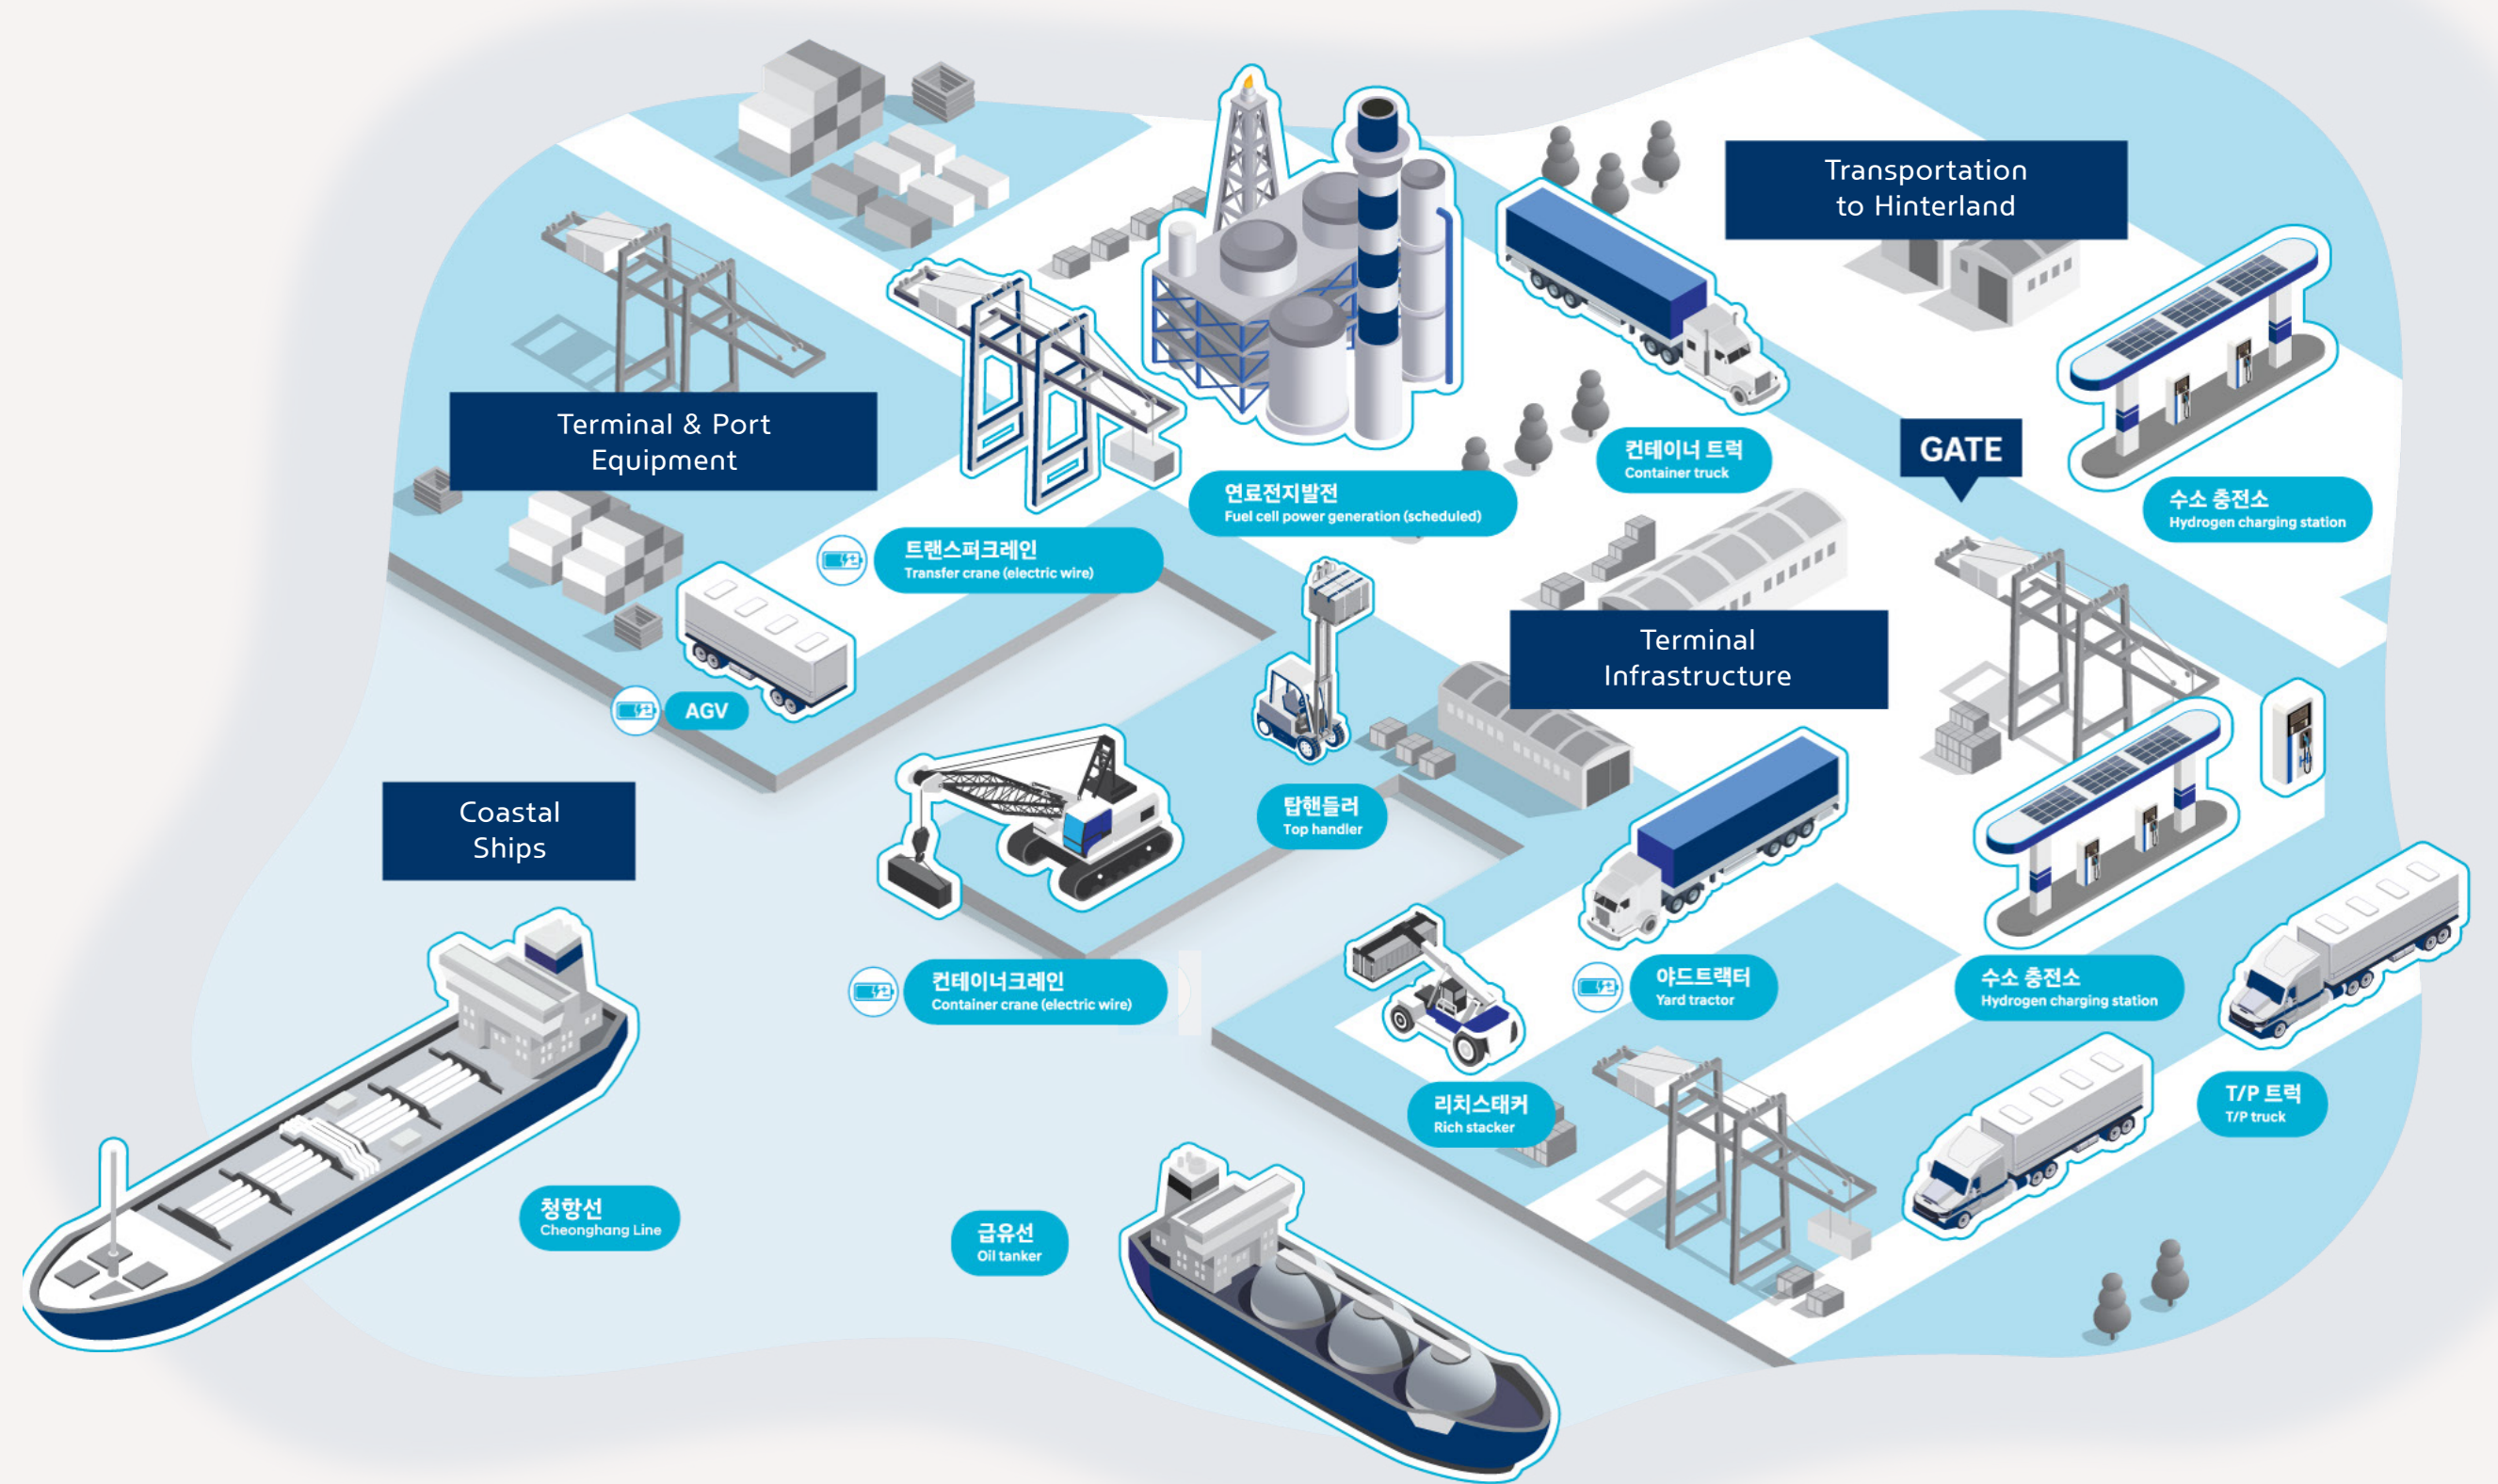 Transportation
to Hinterland
Terminal & Port
Equipment
GATE
컨테이너 트럭
Container truck
연료전지발전
Fuel cell power generation (scheduled)
수소 충전소
Hydrogen charging station
트랜스퍼크레인
Transfer crane (electric wire)
Terminal
Infrastructure
AGV
Coastal
Ships
탑핸들러
Top handler
컨테이너크레인
Container crane (electric wire)
야드트랙터
Yard tractor
수소 충전소
Hydrogen charging station
리치스태커
Rich stacker
T/P 트럭
T/P truck
청항선
Cheonghang Line
급유선
Oil tanker